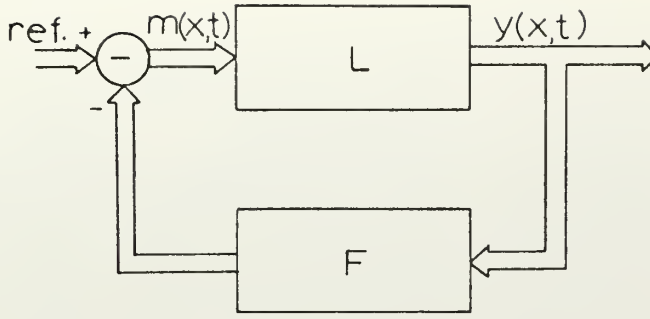 ref. + m(x,t) L y(x,t)
-
-
F